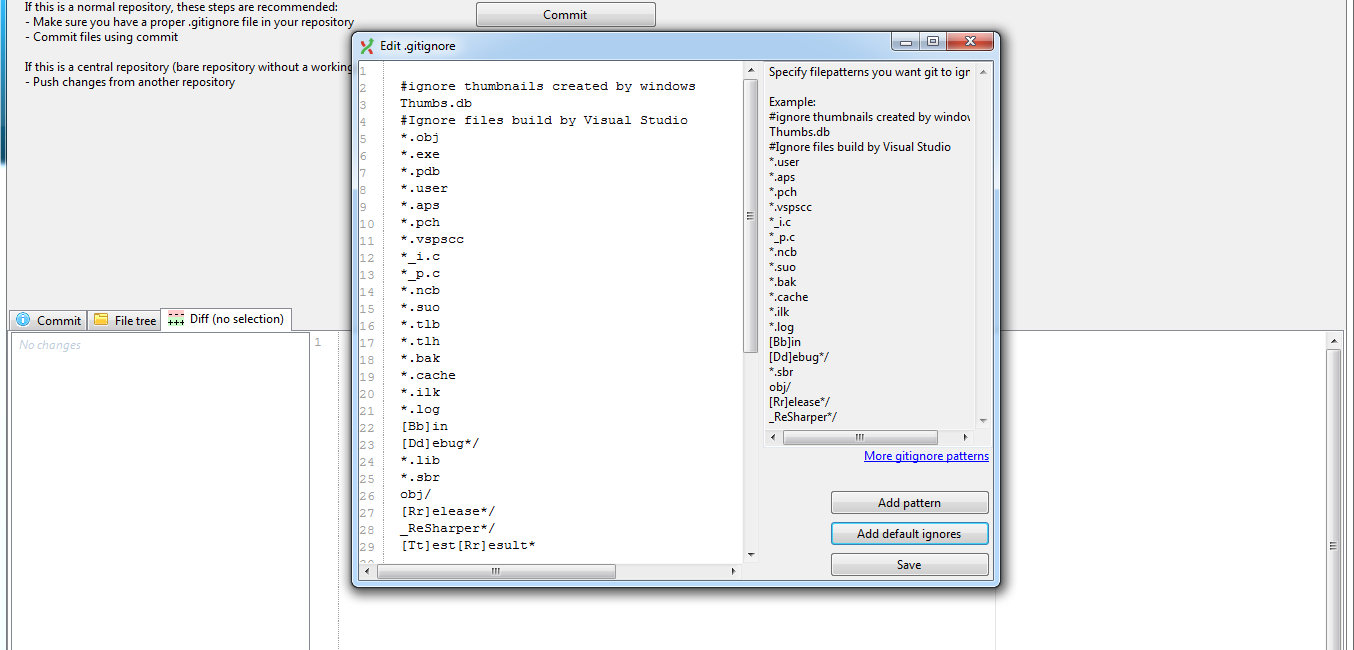 If this is a normal repository, these steps are recommended:
- Make sure you have a proper .gitignore file in your repository
- Commit files using commit
If this is a central repository (bare repository without a working
- Push changes from another repository
Commit
Edit .gitignore
1
2 #ignore thumbnails created by windows
3 Thumbs.db
4 #Ignore files build by Visual Studio
5 *.obj
6 *.exe
7 *.pdb
8 *.user
9 *.aps
10 *.pch
11 *.vspscc
12 *_i.c
13 *_p.c
14 *.ncb
15 *.suo
16 *.tlb
17 *.tlh
18 *.bak
19 *.cache
20 *.ilk
21 *.log
22 [Bb]in
23 [Dd]ebug*/
24 *.lib
25 *.sbr
26 obj/
27 [Rr]elease*/
28 _ReSharper*/
29 [Tt]est[Rr]esult*
Specify filepatterns you want git to ign
Example:
#ignore thumbnails created by window
Thumbs.db
#Ignore files build by Visual Studio
*.user
*.aps
*.pch
*.vspscc
*_i.c
*_p.c
*.ncb
*.suo
*.bak
*.cache
*.ilk
*.log
[Bb]in
[Dd]ebug*/
*.sbr
obj/
[Rr]elease*/
_ReSharper*/
More gitignore patterns
Add pattern
Add default ignores
Save
Commit
File tree
Diff (no selection)
No changes
1